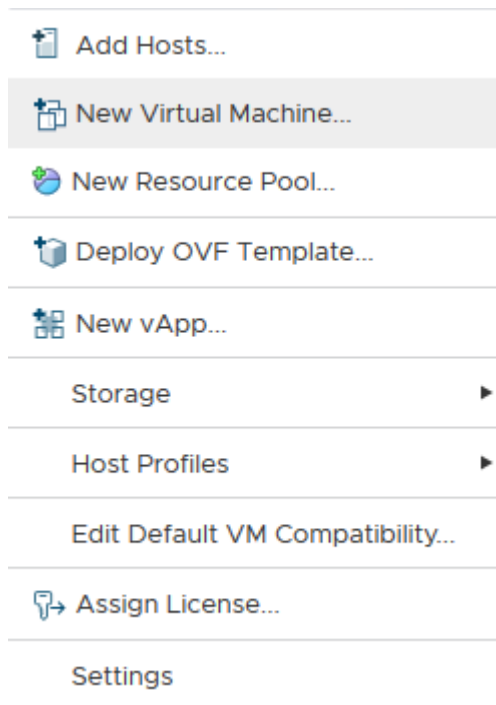 Add Hosts...
New Virtual Machine...
New Resource Pool...
Deploy OVF Template...
New vApp...
Storage
Host Profiles
Edit Default VM Compatibility...
Assign License...
Settings